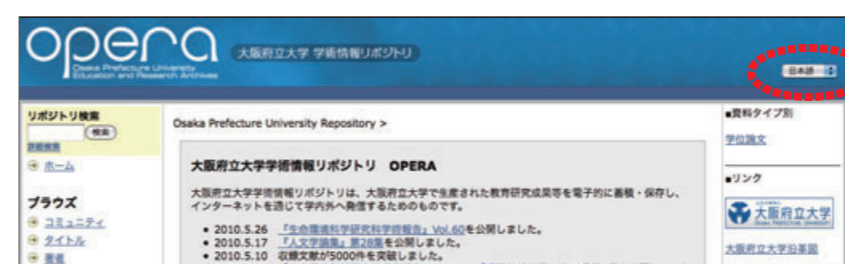 opera
Osaka Prefecture University
Education and Research Archives
大阪府立大学 学術情報リポジトリ
日本語
リポジトリ検索
検索
詳細検索
ホーム
ブラウズ
コミュニティ
タイトル
著者
Osaka Prefecture University Repository >
大阪府立大学学術情報リポジトリ OPERA
大阪府立大学学術情報リポジトリは、大阪府立大学で生産された教育研究成果等を電子的に蓄積・保存し、
インターネットを通じて学内外へ発信するためのものです。
• 2010.5.26 『生命環境科学研究科学術報告』Vol.60を公開しました。
• 2010.5.17 『人文学論集』第28集を公開しました。
• 2010.5.10 収録文献が5000件を突破しました。
■資料タイプ別
学位論文
■リンク
大阪府立大学
大阪府立大学沿革図